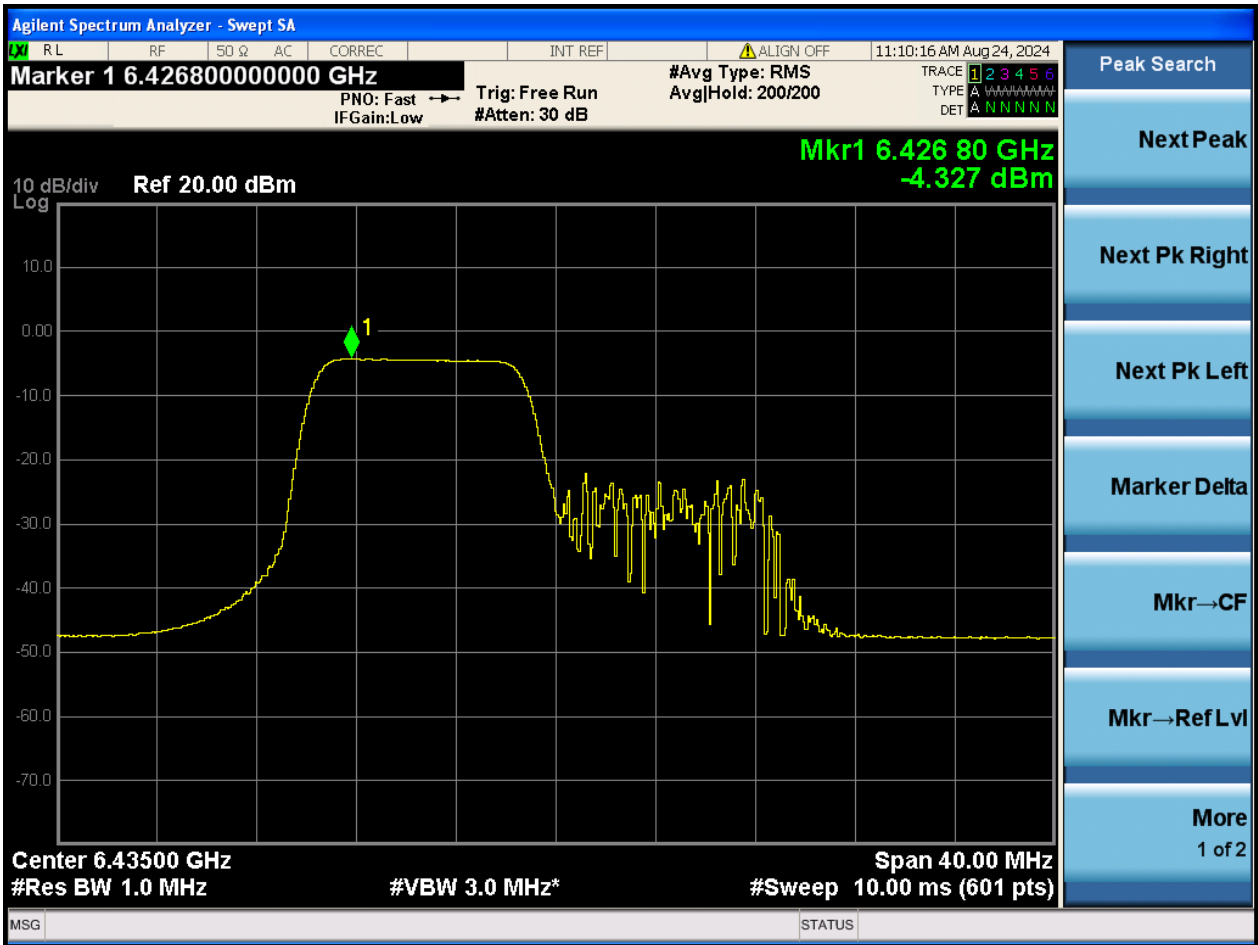 Agilent Spectrum Analyzer - Swept SA
LXI RL RF 50 Ω AC CORREC INT REF ALIGN OFF 11:10:16 AM Aug 24, 2024
Marker 1 6.426800000000 GHz
PNO: Fast
IFGain:Low
Trig: Free Run
#Atten: 30 dB
#Avg Type: RMS
Avg|Hold: 200/200
TRACE 1 2 3 4 5 6
TYPE A WWWWW
DET A N N N N N
Mkr1 6.426 80 GHz
-4.327 dBm
10 dB/div Ref 20.00 dBm
Log
10.0
0.00
-10.0
-20.0
-30.0
-40.0
-50.0
-60.0
-70.0
1
Center 6.43500 GHz Span 40.00 MHz
#Res BW 1.0 MHz #VBW 3.0 MHz* #Sweep 10.00 ms (601 pts)
MSG STATUS
Peak Search
Next Peak
Next Pk Right
Next Pk Left
Marker Delta
Mkr→CF
Mkr→Ref Lvl
More
1 of 2